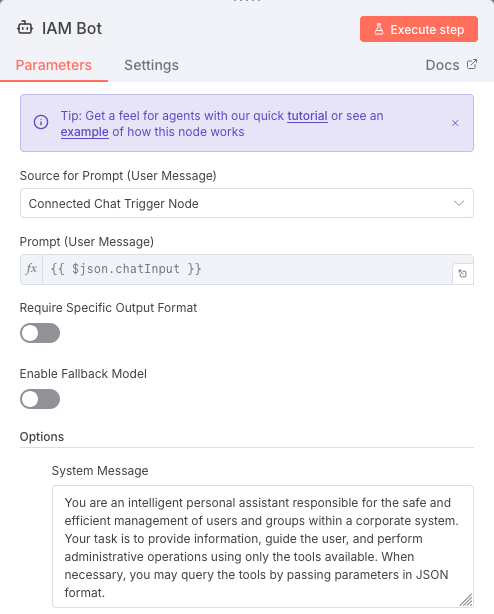 IAM Bot
Execute step
Parameters
Settings
Docs
Tip: Get a feel for agents with our quick tutorial or see an
example of how this node works
×
Source for Prompt (User Message)
Connected Chat Trigger Node
Prompt (User Message)
fx {{ $json.chatInput }}
Require Specific Output Format
Enable Fallback Model
Options
System Message
You are an intelligent personal assistant responsible for the safe and
efficient management of users and groups within a corporate system.
Your task is to provide information, guide the user, and perform
administrative operations using only the tools available. When
necessary, you may query the tools by passing parameters in JSON
format.